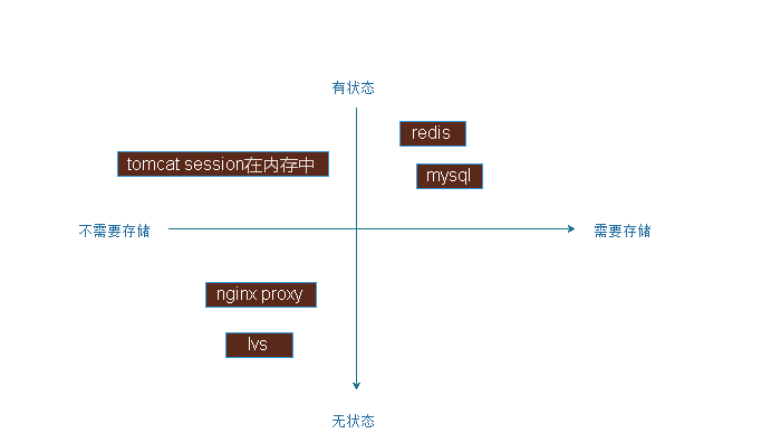 有状态
redis
tomcat session在内存中
mysql
不需要存储
需要存储
nginx proxy
lvs
无状态